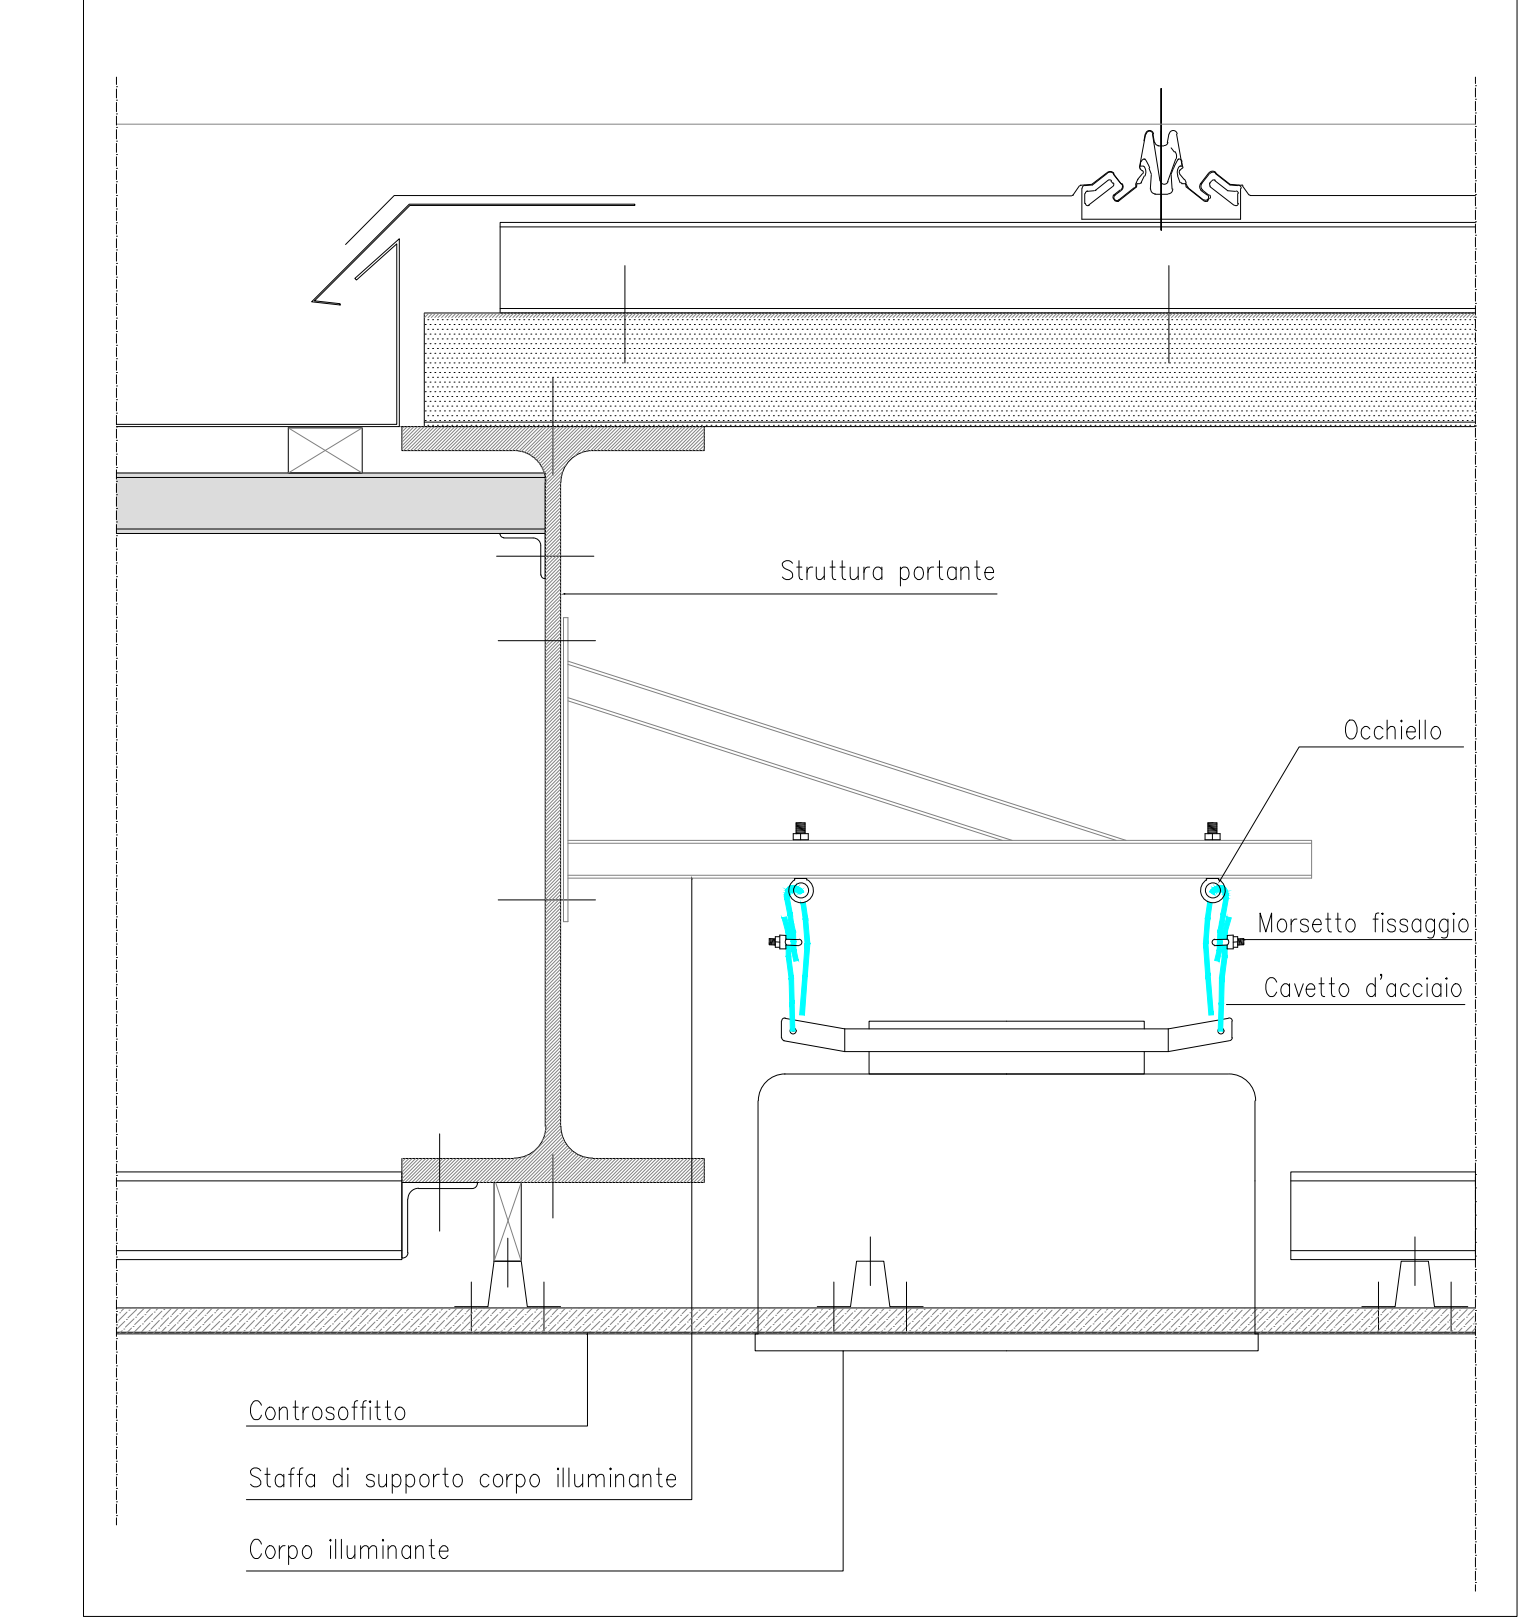 Struttura portante
Occhiello
Morsetto fissaggio
Cavetto d'acciaio
Controsoffitto
Staffa di supporto corpo illuminante
Corpo illuminante